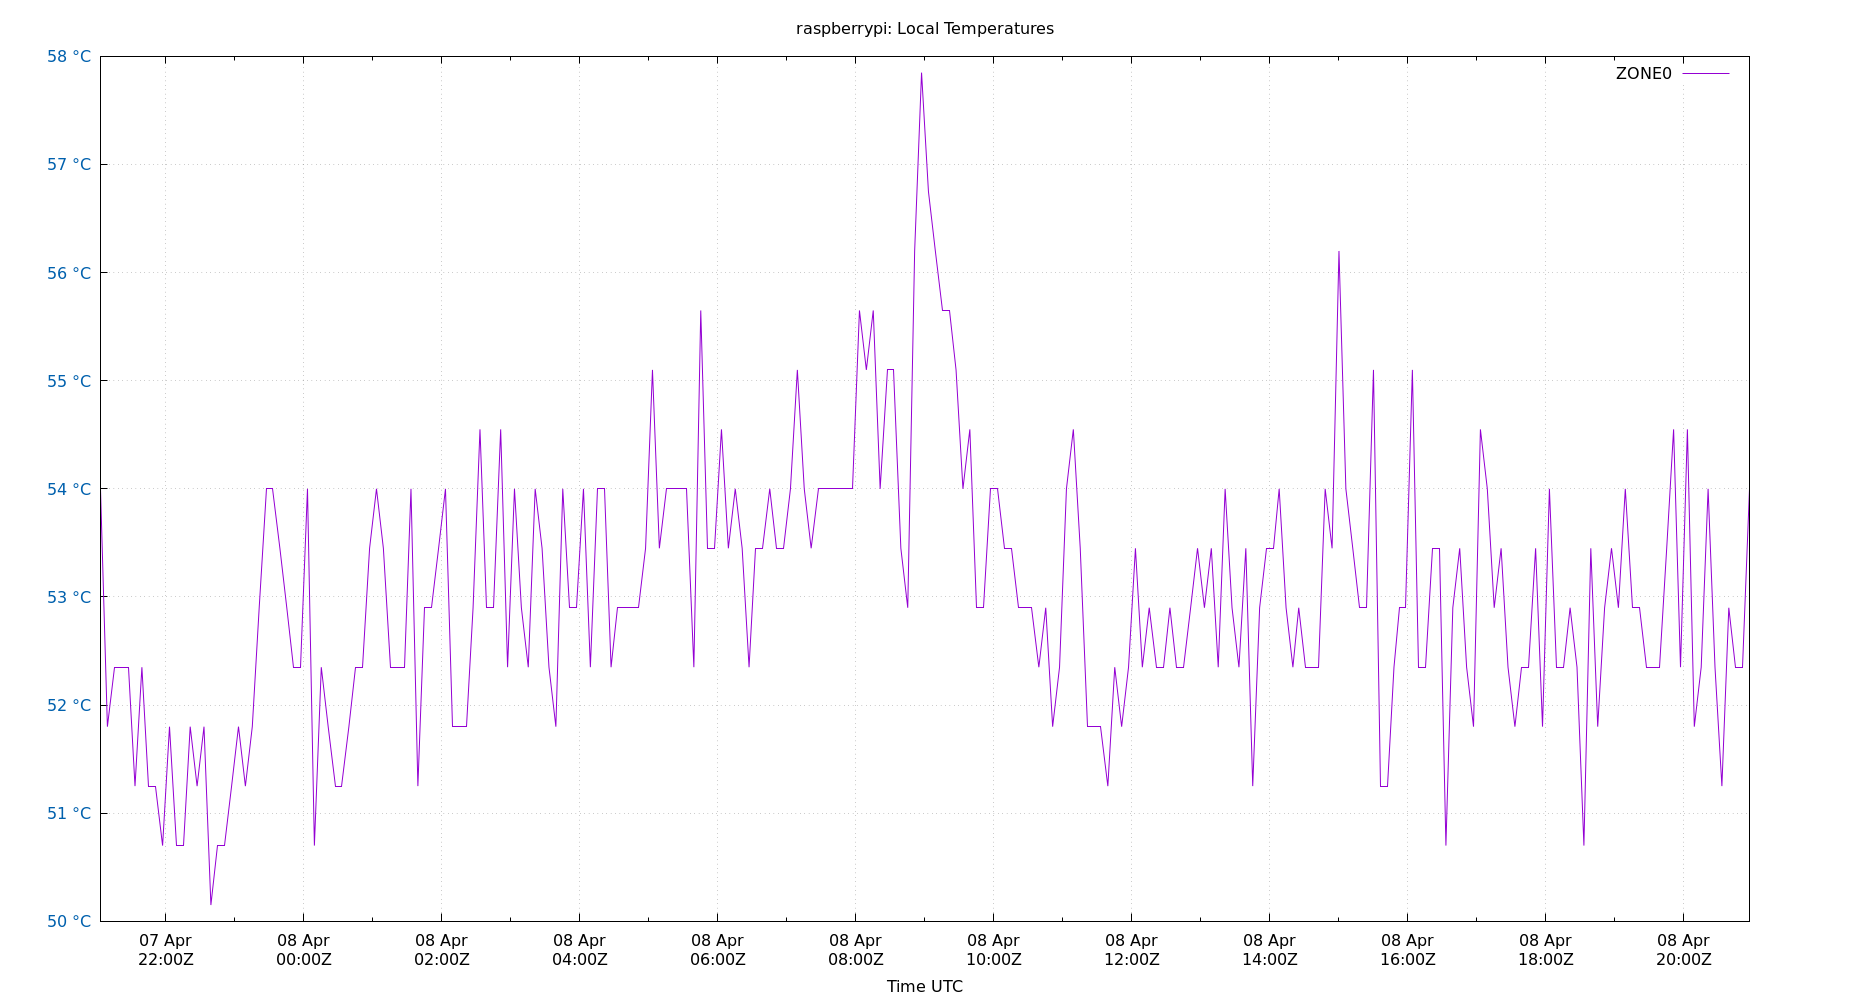 raspberrypi: Local Temperatures
58 °C
ZONE0
57 °C
56 °C
55 °C
54 °C
53 °C
52 °C
51 °C
50 °C
07 Apr 08 Apr 08 Apr 08 Apr 08 Apr 08 Apr 08 Apr 08 Apr 08 Apr 08 Apr 08 Apr 08 Apr
22:00Z 00:00Z 02:00Z 04:00Z 06:00Z 08:00Z 10:00Z 12:00Z 14:00Z 16:00Z 18:00Z 20:00Z
Time UTC